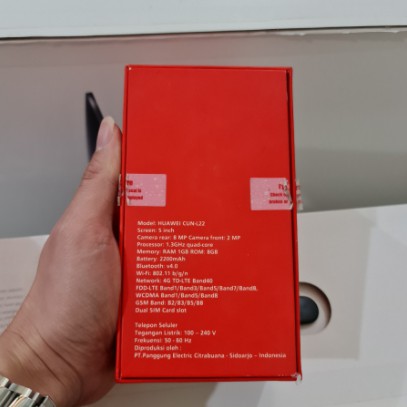 Model: HUAWEI CUN-L22
Screen: 5 inch
Camera rear: 8 MP Camera front: 2 MP
Processor: 1.3GHz quad-core
Memory: RAM 1GB ROM: 8GB
Battery: 2200mAh
Bluetooth: v4.0
Wi-Fi: 802.11 b/g/n
Network: 4G TD-LTE Band40
FDD-LTE Band1/Band3/Band5/Band7/Band8,
WCDMA Band1/Band5/Band8
GSM Band: B2/B3/B5/B8
Dual SIM Card slot
Telepon Seluler
Tegangan Listrik: 100 - 240 V
Frekuensi: 50 - 60 Hz
Diproduksi oleh :
PT.Panggung Electric Citrabuana - Sidoarjo - Indonesia